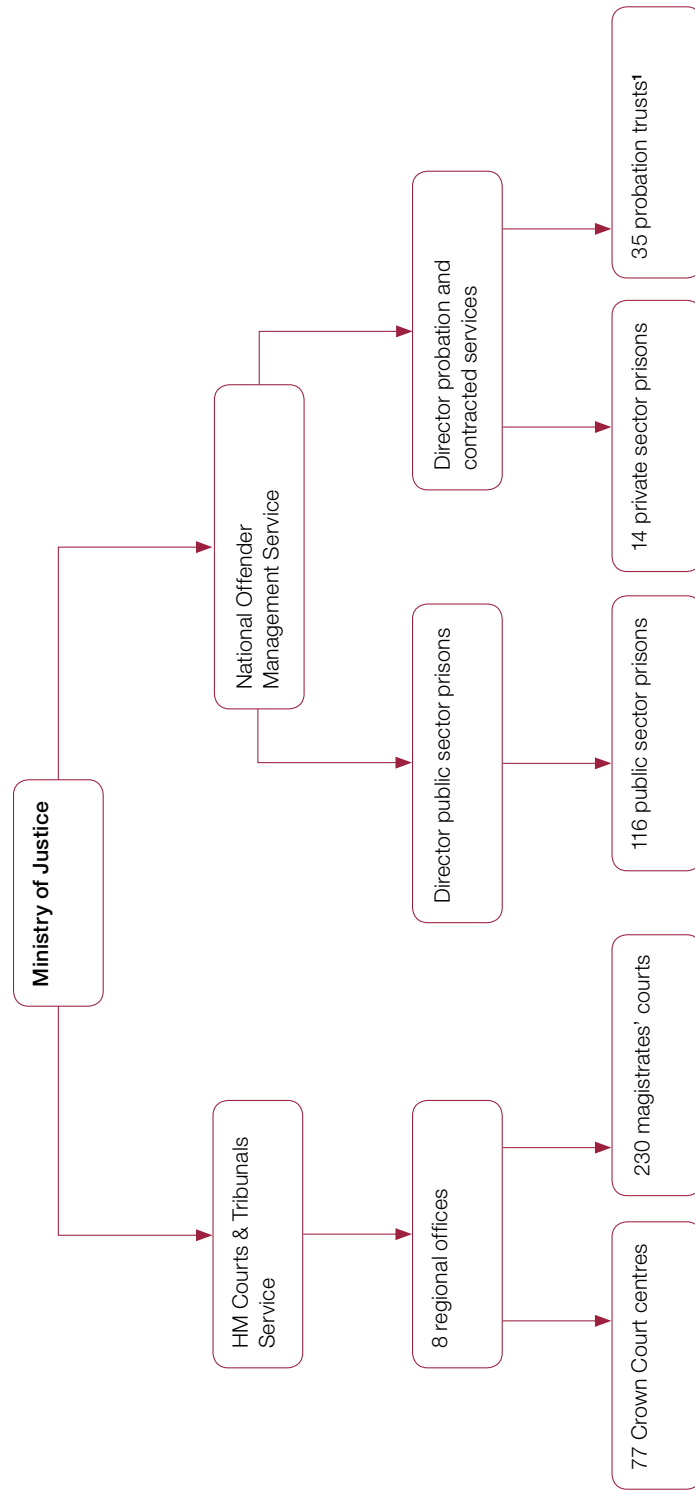 Ministry of Justice
HM Courts & Tribunals
Service
National Offender
Management Service
8 regional offices
Director public sector prisons
Director probation and
contracted services
77 Crown Court centres
230 magistrates’ courts
116 public sector prisons
14 private sector prisons
35 probation trusts¹